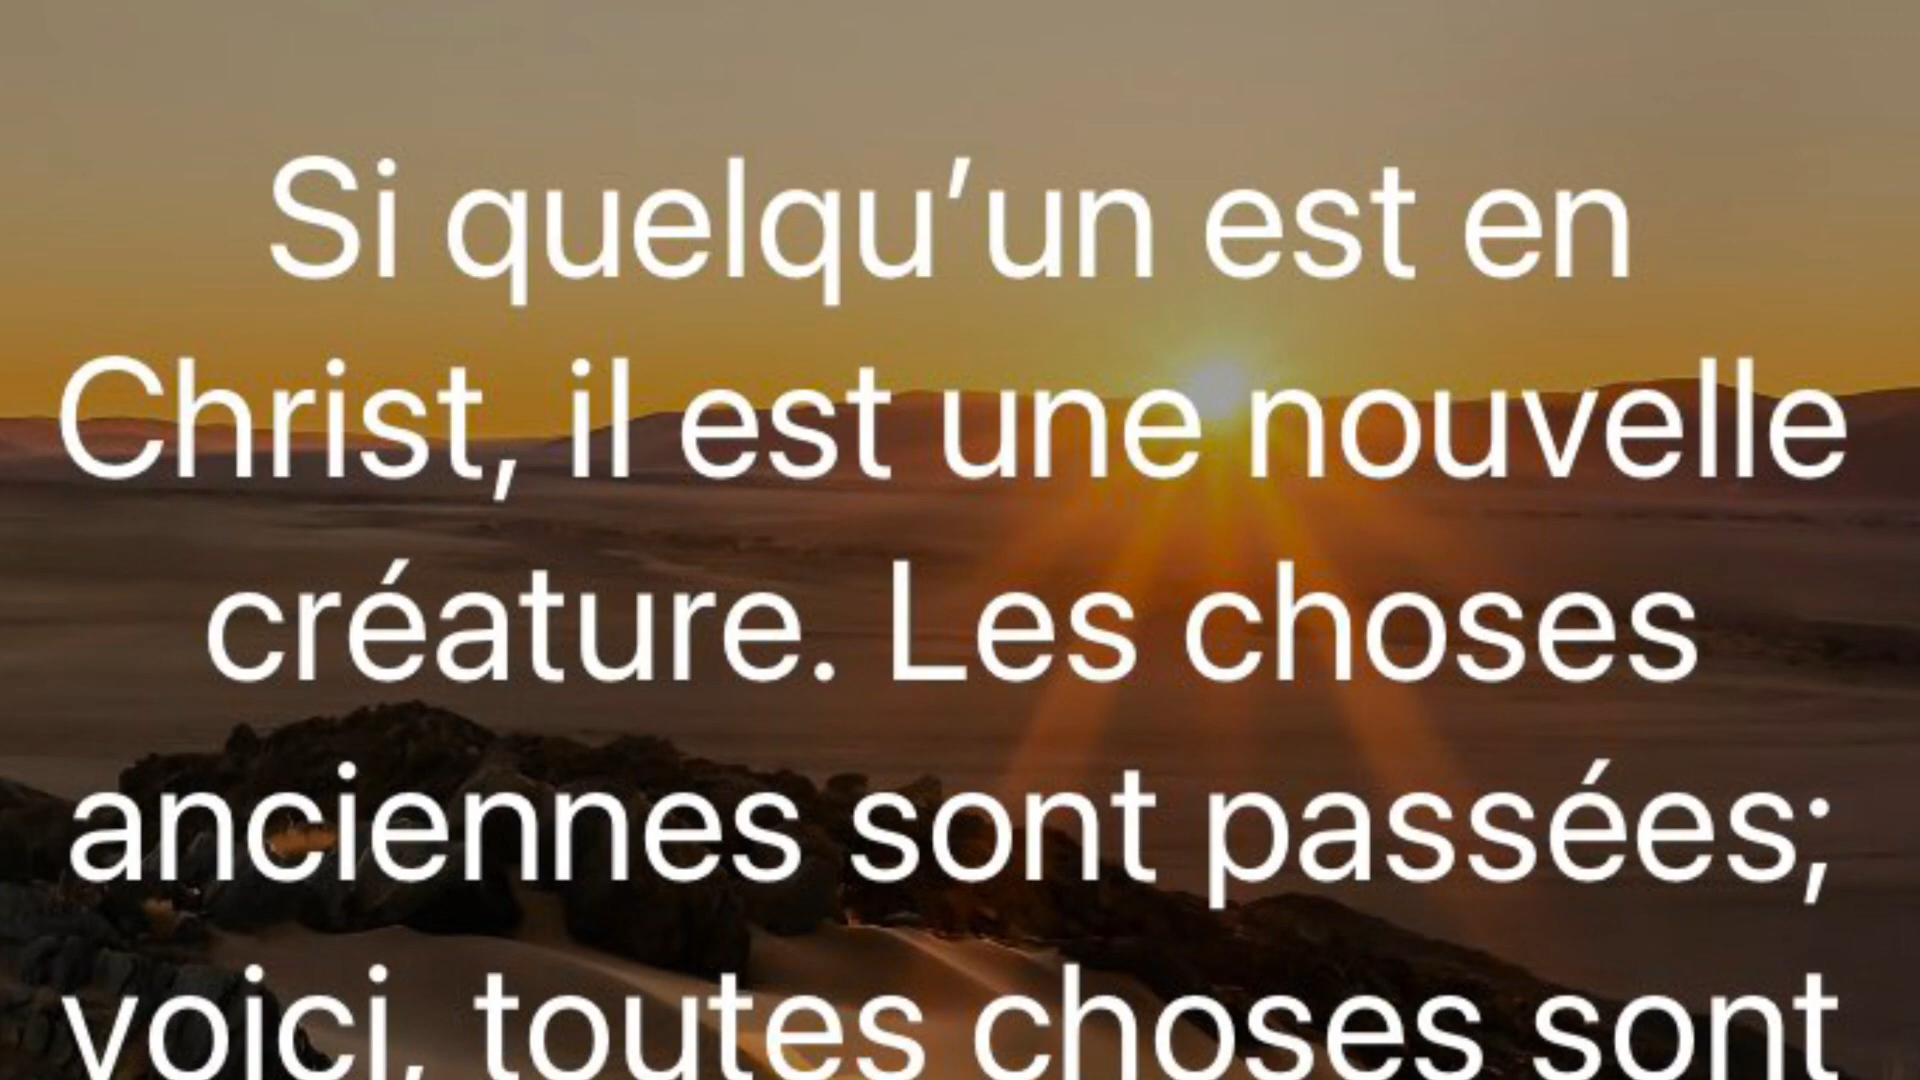 Si quelqu’un est en
Christ, il est une nouvelle
créature. Les choses
anciennes sont passées;
voici, toutes choses sont